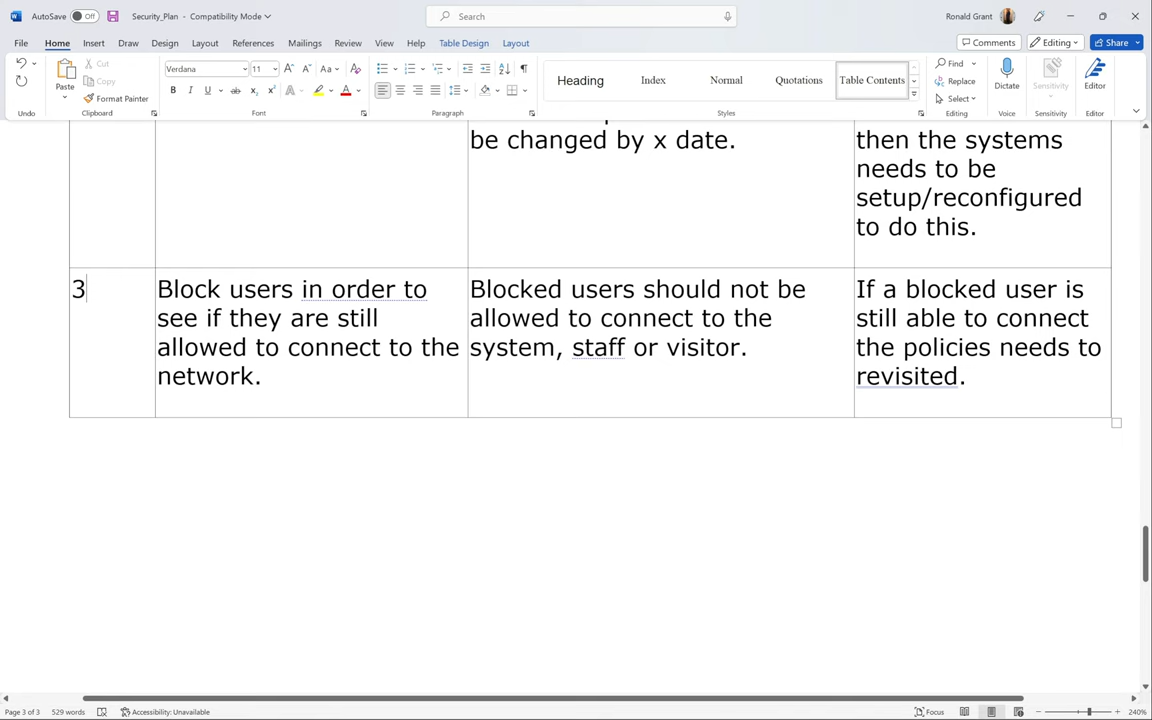 AutoSave Off Security_Plan - Compatibility Mode Search Ronald Grant
File Home Insert Draw Design Layout References Mailings Review View Help Table Design Layout Comments Editing Share
Paste Cut Copy Format Painter Verdana 11 Heading Index Normal Quotations Table Contents Find Replace Select Dictate Sensitivity Editor
Undo Clipboard Font Paragraph Styles Editing Voice Sensitivity Editor
be changed by x date.
then the systems
needs to be
setup/reconfigured
to do this.
3
Block users in order to
see if they are still
allowed to connect to the
network.
Blocked users should not be
allowed to connect to the
system, staff or visitor.
If a blocked user is
still able to connect
the policies needs to
revisited.
Page 3 of 3 529 words Accessibility: Unavailable Focus 240%